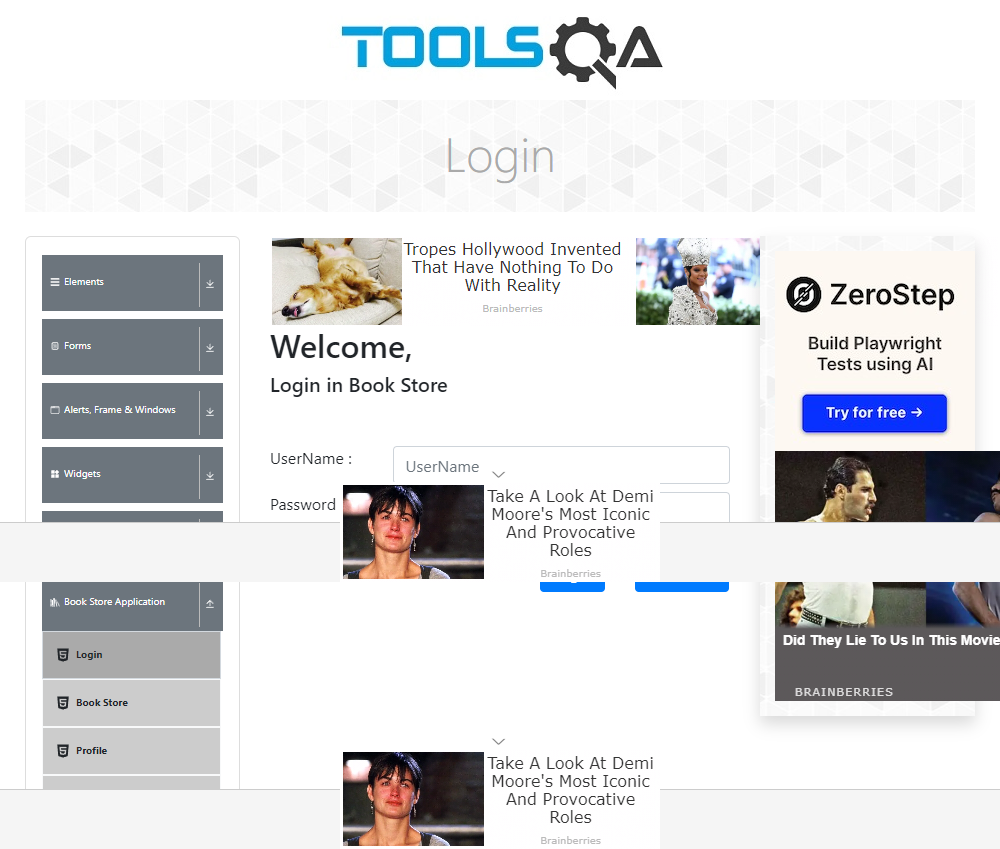 TOOLSQA
Login
Elements
Forms
Alerts, Frame & Windows
Widgets
Book Store Application
Login
Book Store
Profile
Tropes Hollywood Invented
That Have Nothing To Do
With Reality
Brainberries
Welcome,
Login in Book Store
UserName :
UserName
Password
Take A Look At Demi
Moore's Most Iconic
And Provocative
Roles
Brainberries
Take A Look At Demi
Moore's Most Iconic
And Provocative
Roles
Brainberries
ZeroStep
Build Playwright
Tests using AI
Try for free →
Did They Lie To Us In This Movie
BRAINBERRIES